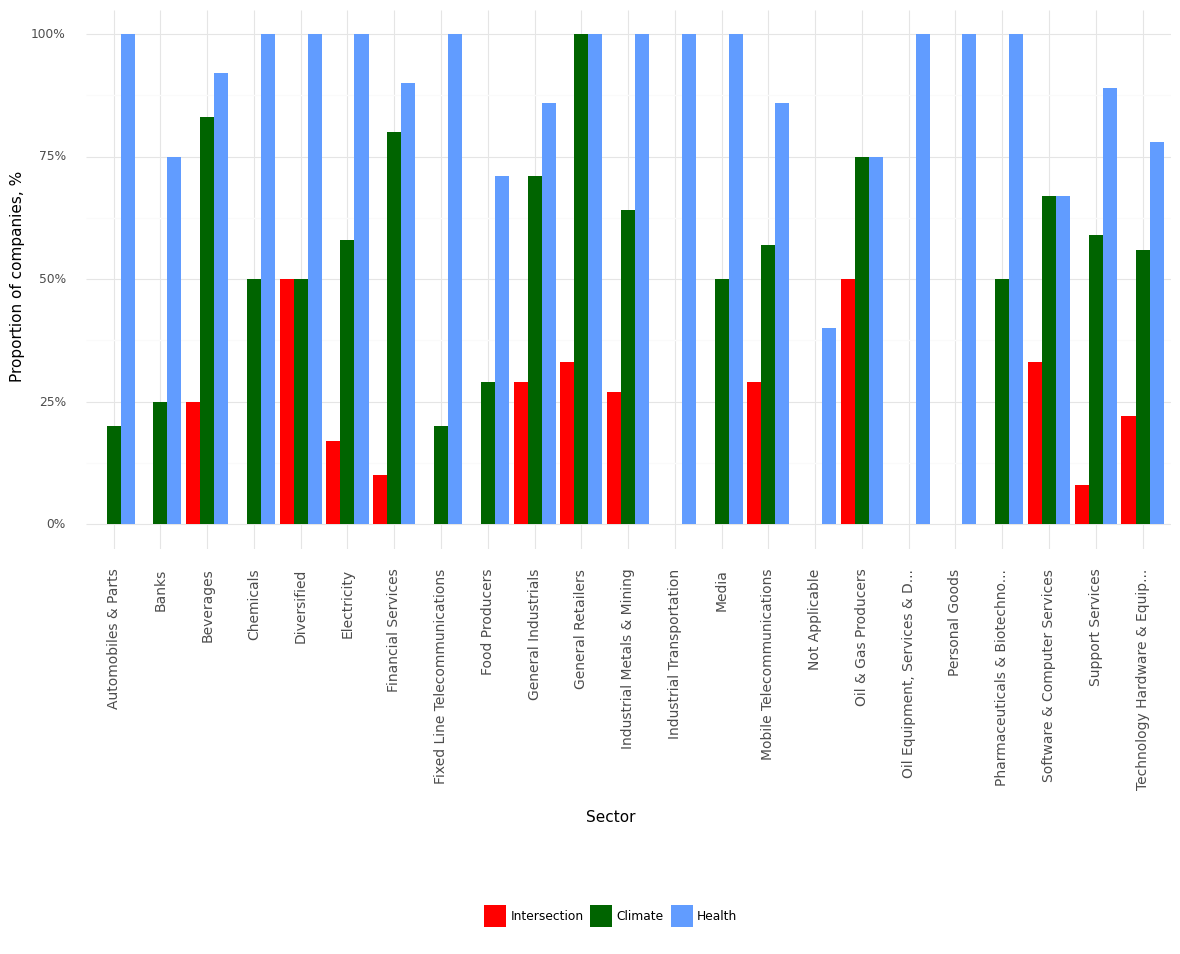 Proportion of companies, %
100%
75%
50%
25%
0%
Automobiles & Parts
Banks
Beverages
Chemicals
Diversified
Electricity
Financial Services
Fixed Line Telecommunications
Food Producers
General Industrials
General Retailers
Industrial Metals & Mining
Industrial Transportation
Media
Mobile Telecommunications
Not Applicable
Oil & Gas Producers
Oil Equipment, Services & D...
Personal Goods
Pharmaceuticals & Biotechno...
Software & Computer Services
Support Services
Technology Hardware & Equip...
Sector
Intersection Climate Health